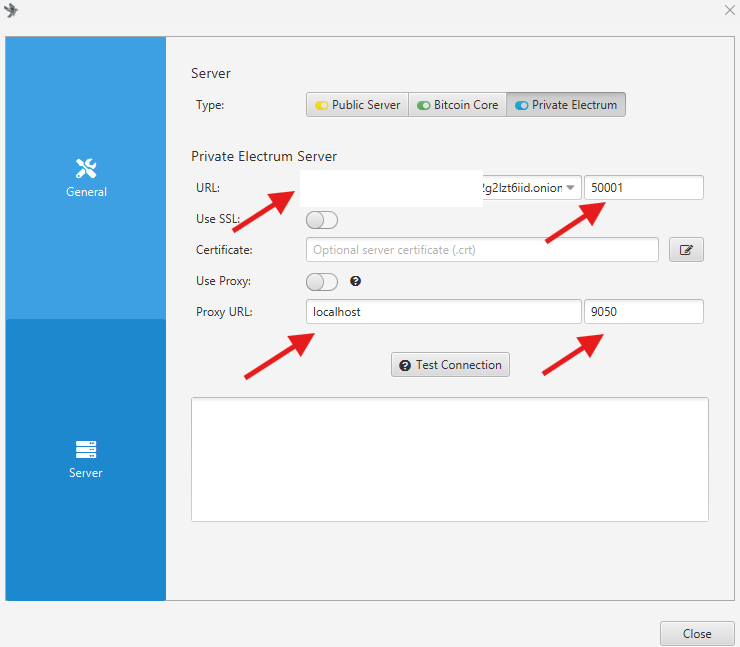 Server
Type: Public Server Bitcoin Core Private Electrum
Private Electrum Server
URL: 2g2lzt6iid.onion 50001
Use SSL:
Certificate: Optional server certificate (.crt)
Use Proxy: ?
Proxy URL: localhost 9050
? Test Connection
General
Server
Close